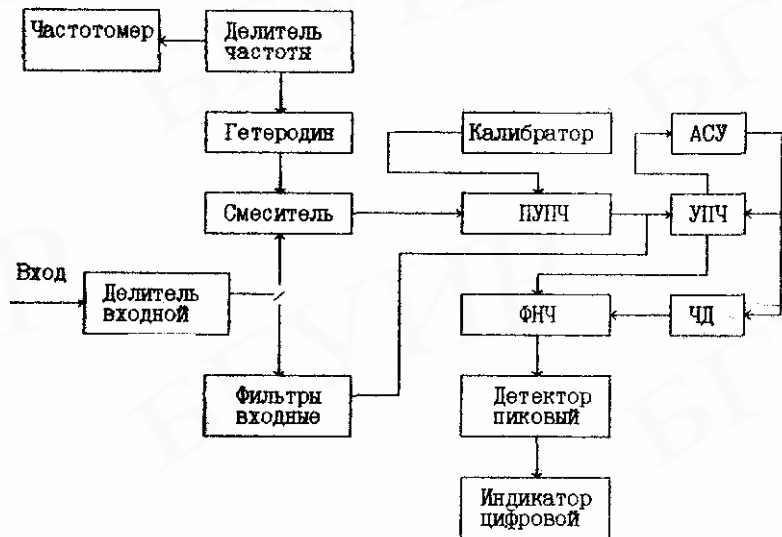 Частотомер
Делитель
частоты
Гетеродин
Калибратор
АСУ
Смеситель
ПУПЧ
УПЧ
Вход
Делитель
входной
ФНЧ
ЧД
Фильтры
входные
Детектор
пиковый
Индикатор
цифровой
БГУИР